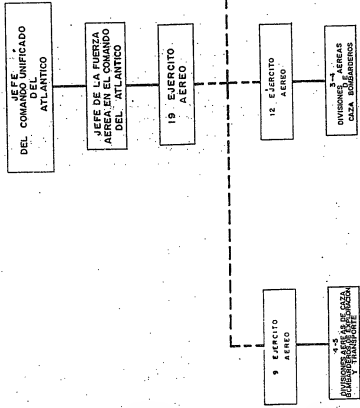 JEFE
DEL COMANDO UNIFICADO
DEL
ATLANTICO
JEFE DE LA FUERZA
AEREA EN EL COMANDO
DEL ATLANTICO
19 EJERCITO
AEREO
12 EJERCITO
AEREO
3-4
DIVISIONES AEREAS
DE
CAZA BOMBARDEROS
9 EJERCITO
AEREO
4-5
DIVISIONES AEREAS DE CAZA
BOMBARDEROS DE EXPLORACION
Y TRANSPORTE